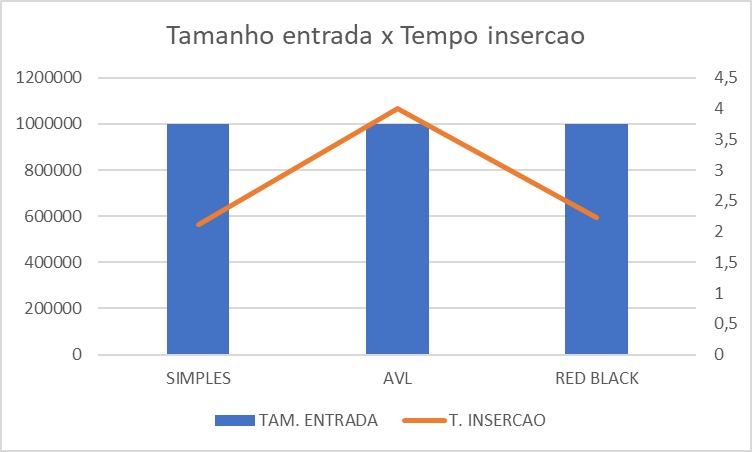 Tamanho entrada x Tempo insercao
1200000
1000000
800000
600000
400000
200000
0
4,5
4
3,5
3
2,5
2
1,5
1
0,5
0
SIMPLES
AVL
RED BLACK
TAM. ENTRADA
T. INSERCAO